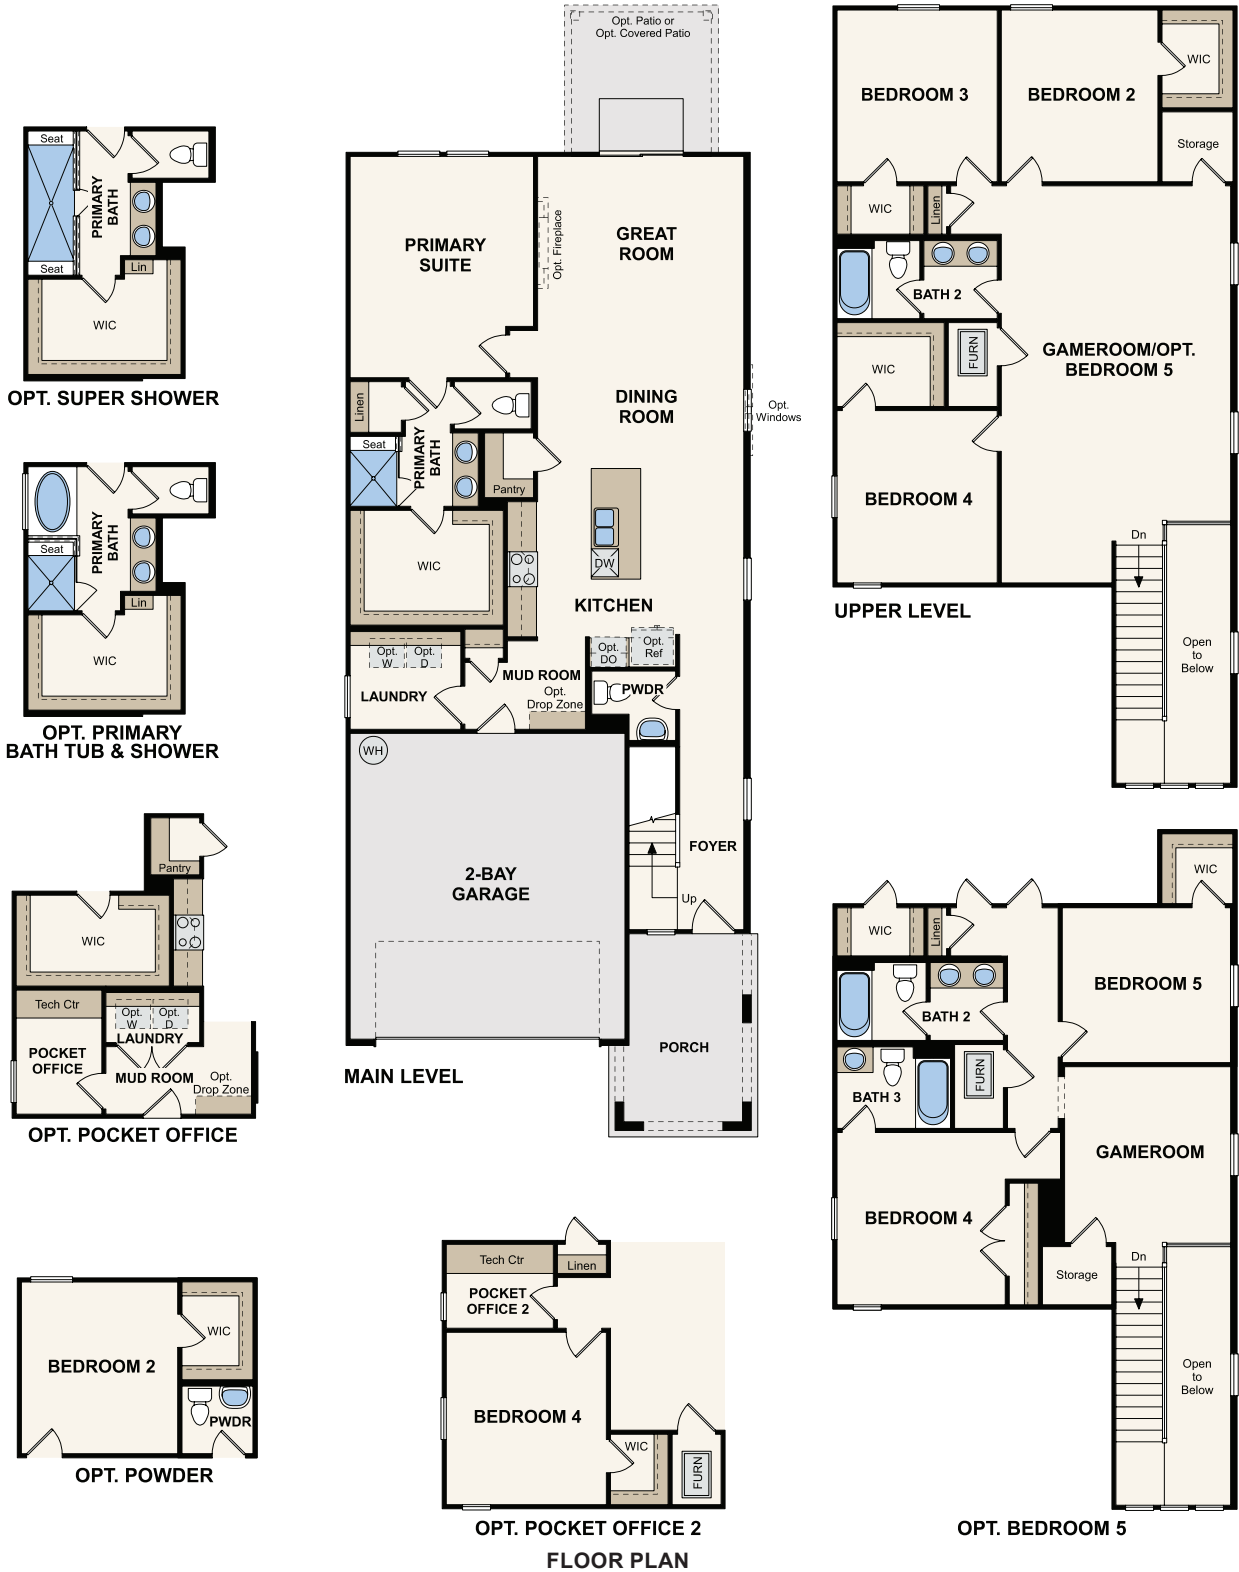 Seat
PRIMARY
BATH
Seat
Lin
WIC
OPT. SUPER SHOWER
PRIMARY
BATH
Seat
Lin
WIC
OPT. PRIMARY
BATH TUB & SHOWER
Pantry
WIC
Tech Ctr
Opt.
W
Opt.
D
LAUNDRY
POCKET
OFFICE
MUD ROOM
Opt.
Drop Zone
OPT. POCKET OFFICE
BEDROOM 2
WIC
PWDR
OPT. POWDER
Opt. Patio or
Opt. Covered Patio
PRIMARY
SUITE
Opt. Fireplace
GREAT
ROOM
DINING
ROOM
Opt.
Windows
Linen
Seat
PRIMARY
BATH
Pantry
WIC
DW
KITCHEN
Opt.
W
Opt.
D
LAUNDRY
MUD ROOM
Opt.
Drop Zone
Opt.
DO
Opt.
Ref
PWDR
WH
2-BAY
GARAGE
FOYER
Up
PORCH
MAIN LEVEL
Tech Ctr
Linen
POCKET
OFFICE 2
BEDROOM 4
WIC
FURN
OPT. POCKET OFFICE 2
BEDROOM 3
BEDROOM 2
WIC
Storage
WIC
Linen
BATH 2
WIC
FURN
GAMEROOM/OPT.
BEDROOM 5
BEDROOM 4
Dn
Open
to
Below
UPPER LEVEL
WIC
WIC
Linen
BEDROOM 5
BATH 2
BATH 3
FURN
GAMEROOM
BEDROOM 4
Storage
Dn
Open
to
Below
OPT. BEDROOM 5
FLOOR PLAN